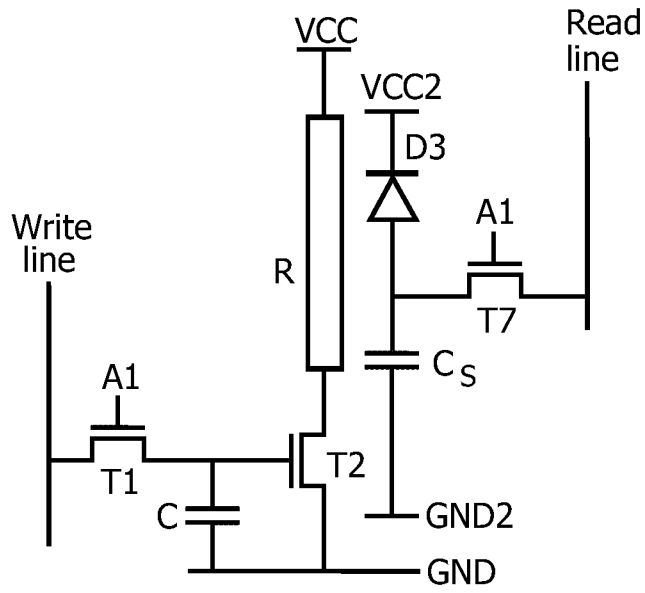 VCC
Read
line
VCC2
D3
Write
line
R
A1
T7
C S
A1
T1
T2
C
GND2
GND